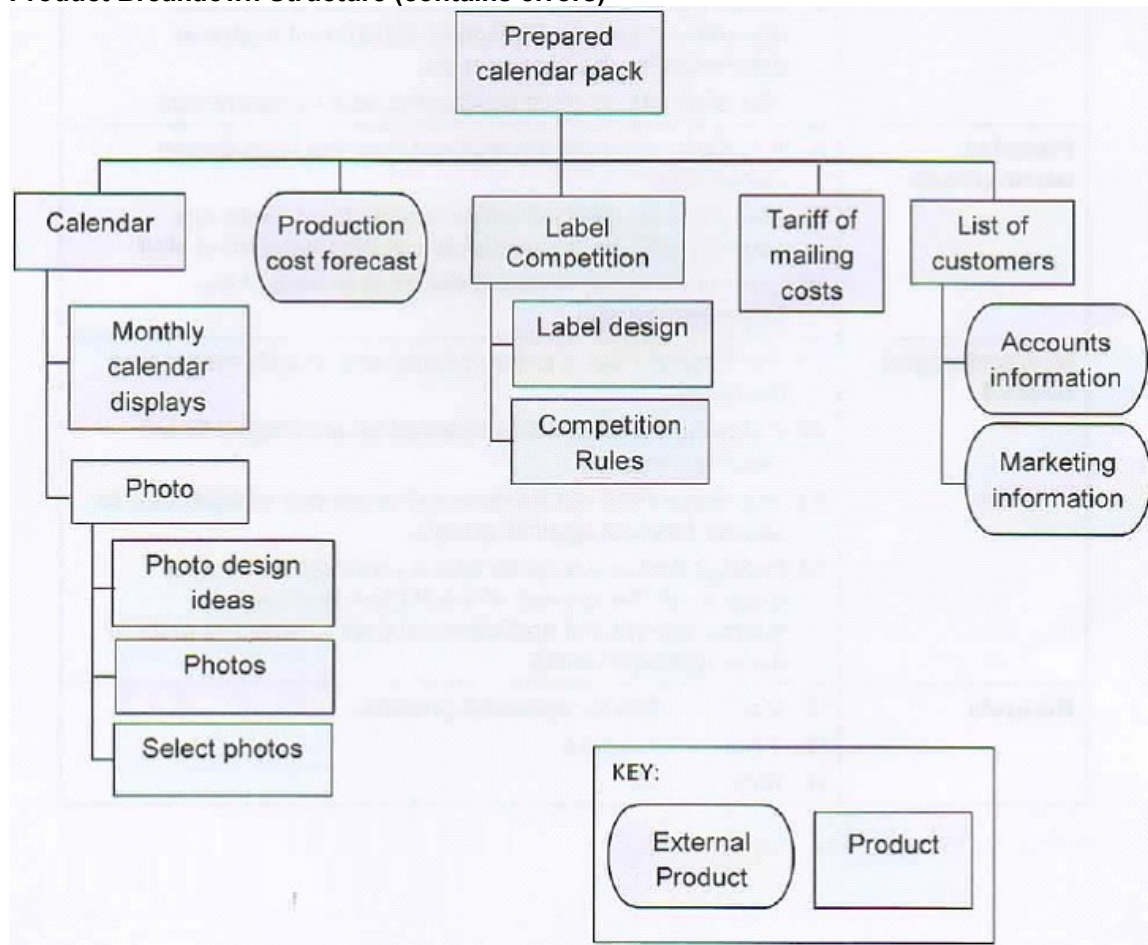 Product Breakdown Structure (contains errors)
Prepared
calendar pack
Calendar
Production
cost forecast
Label
Competition
Tariff of
mailing
costs
List of
customers
Monthly
calendar
displays
Photo
Photo design
ideas
Photos
Select photos
Label design
Competition
Rules
Accounts
information
Marketing
information
KEY:
External
Product
Product